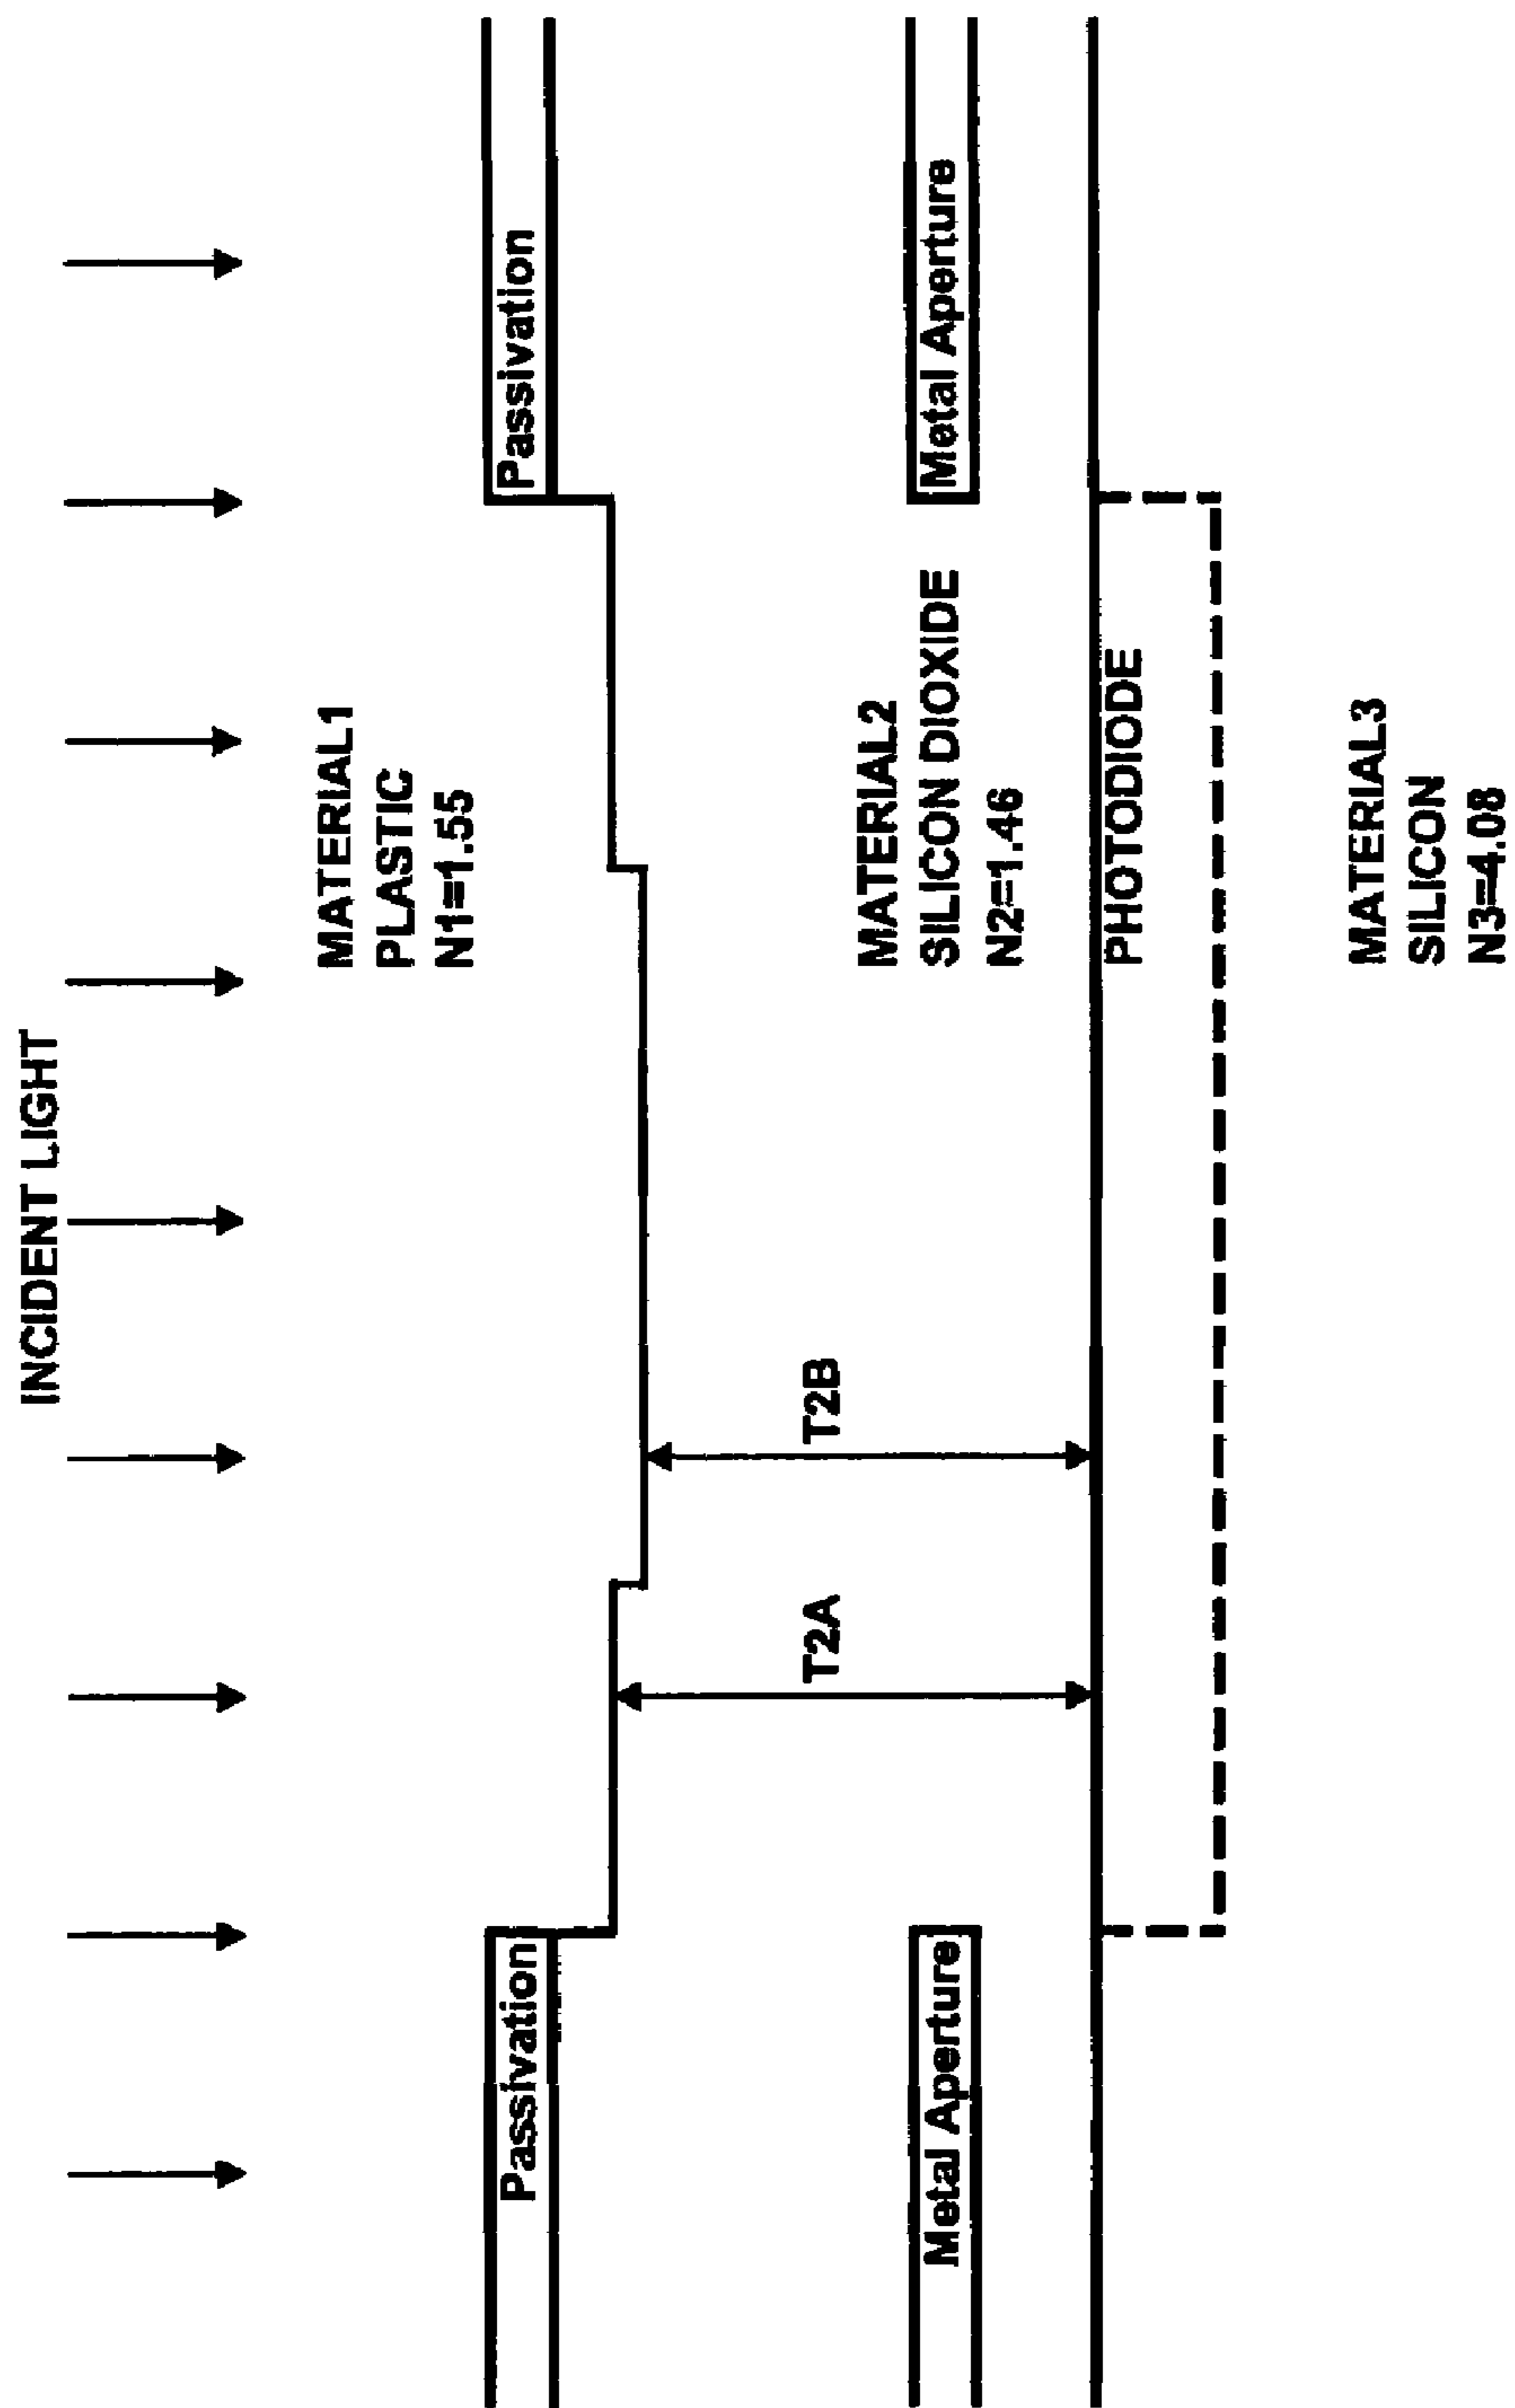 INCIDENT LIGHT
MATERIAL1
PLASTIC
N1=1.55
Passivation
Passivation
T2A
T2B
MATERIAL2
SILICON DIOXIDE
N2=1.46
Metal Aperture
Metal Aperture
PHOTODIODE
MATERIAL3
SILICON
N3=4.08